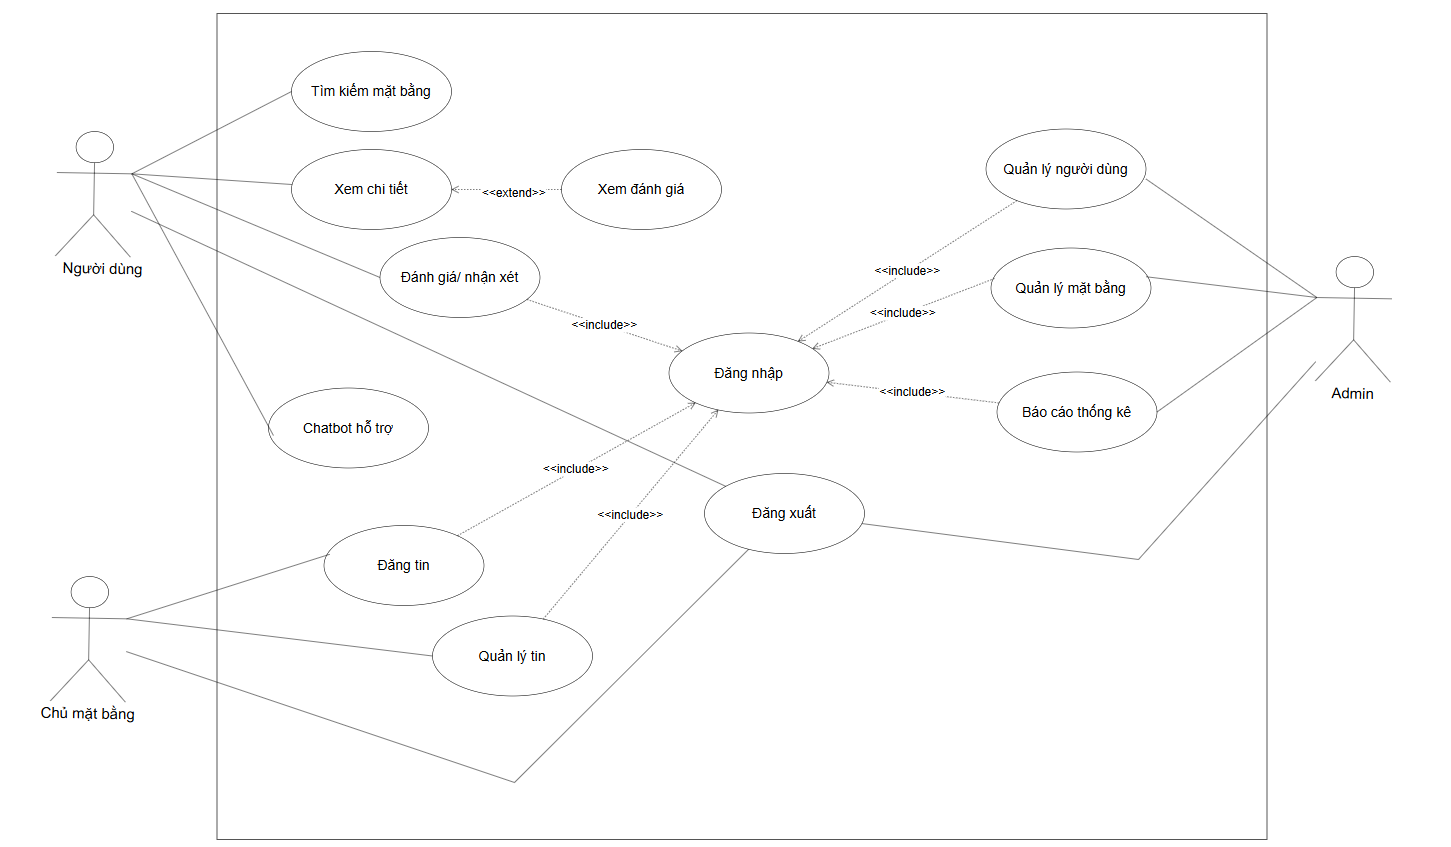 Tìm kiếm mặt bằng
Xem chi tiết
<<extend>>
Xem đánh giá
Quản lý người dùng
Người dùng
Đánh giá/ nhận xét
<<include>>
<<include>>
Quản lý mặt bằng
<<include>>
Đăng nhập
<<include>>
Báo cáo thống kê
Admin
Chatbot hỗ trợ
<<include>>
<<include>>
Đăng xuất
Đăng tin
Quản lý tin
Chủ mặt bằng